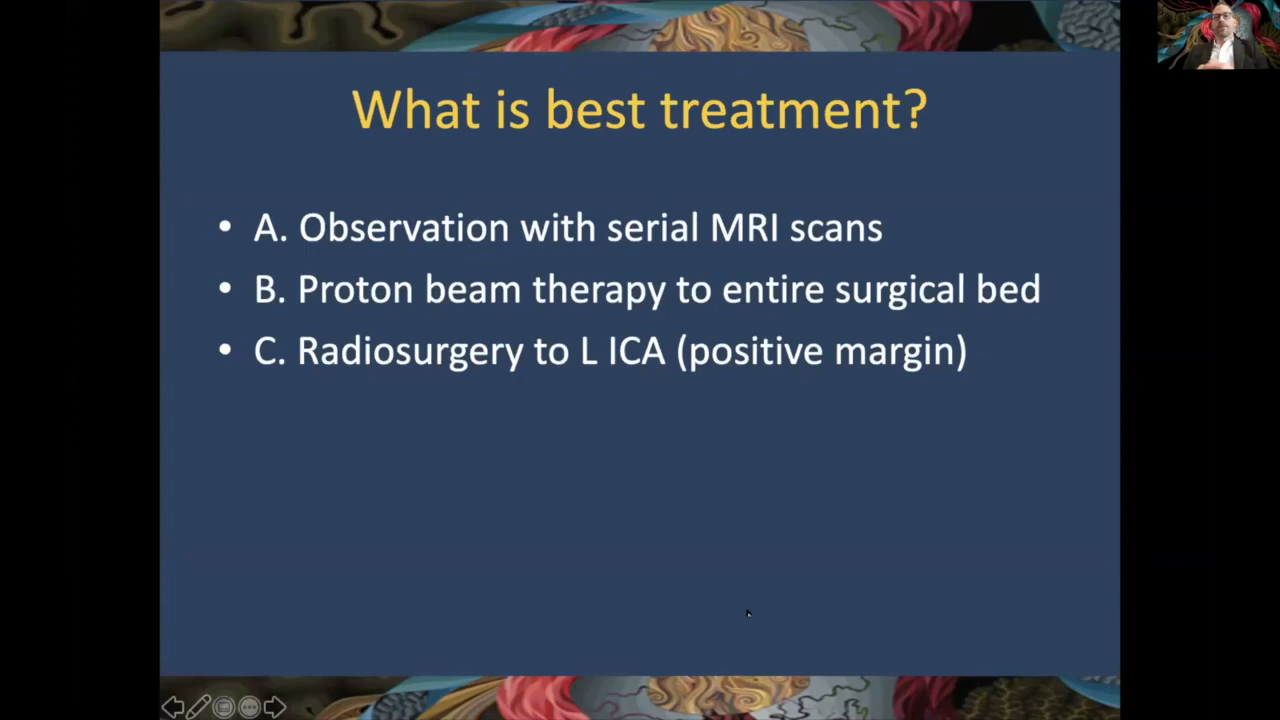 What is best treatment?
• A. Observation with serial MRI scans
• B. Proton beam therapy to entire surgical bed
• C. Radiosurgery to L ICA (positive margin)